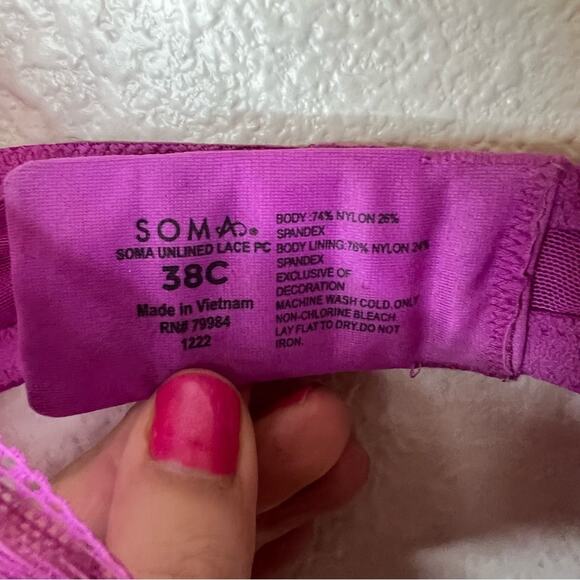 SOMA®
SOMA UNLINED LACE PC
38C
Made in Vietnam
RN# 79984
1222
BODY :74% NYLON 26%
SPANDEX
BODY LINING:76% NYLON 24%
SPANDEX
EXCLUSIVE OF
DECORATION
MACHINE WASH COLD.ONLY
NON-CHLORINE BLEACH.
LAY FLAT TO DRY.DO NOT
IRON.